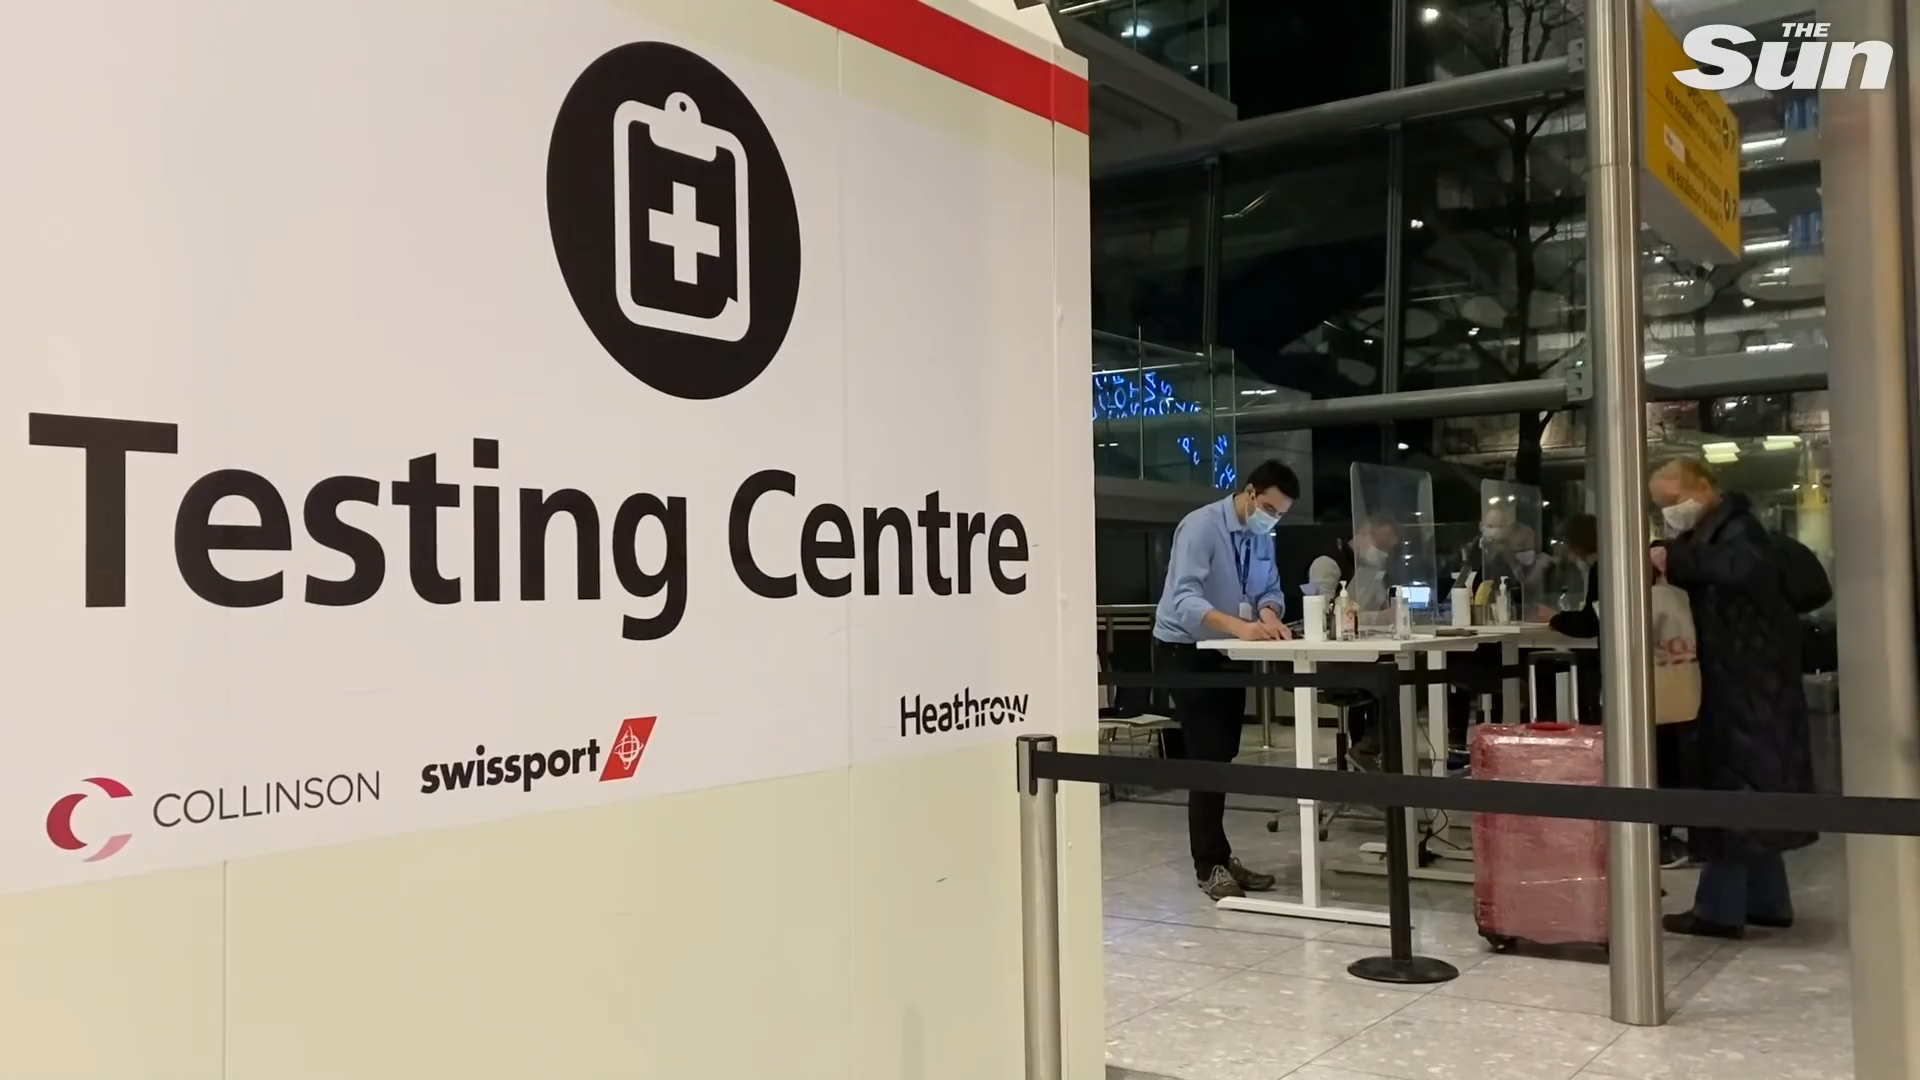 THE
Sun
Testing Centre
Heathrow
swissport
COLLINSON